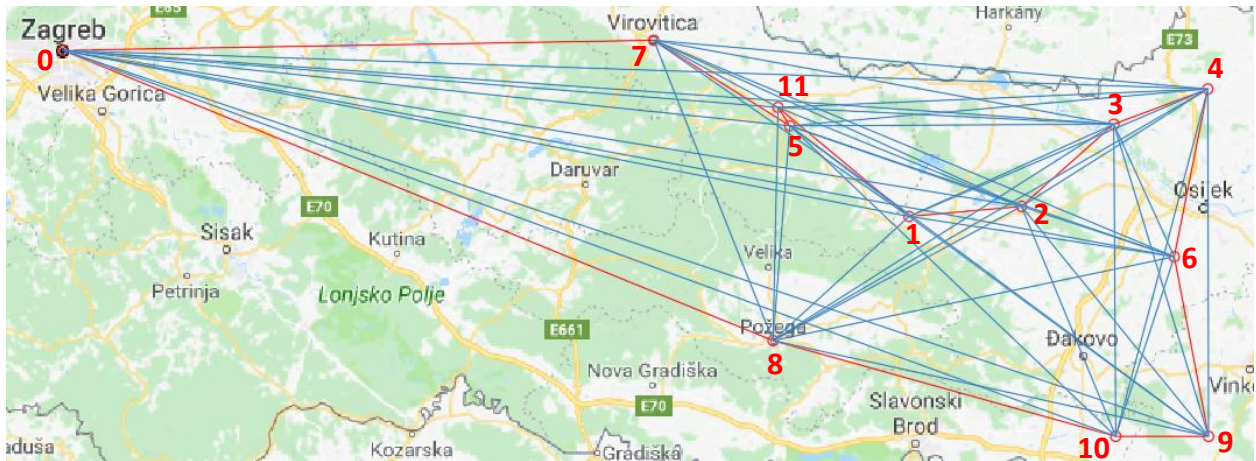 E65
Zagreb
0
Velika Gorica
Virovitica
7
Harkány
E73
4
11
5
3
Daruvar
E70
Sisak
Kutina
Petrinja
Lonjsko Polje
Velika
1
2
Osijek
6
E661
Požega
8
Đakovo
Nova Gradiška
E70
Slavonski
Brod
Vink
10
9
aduša
Kozarska
Gradiška